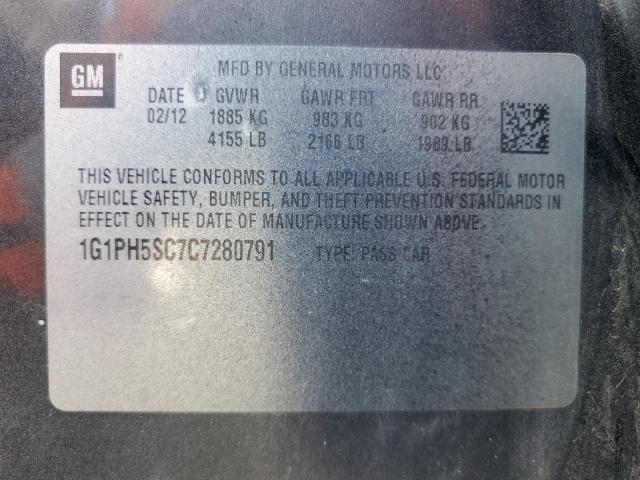 GM ®
MFD BY GENERAL MOTORS LLC
DATE GVWR GAWR FRT GAWR RR
02/12 1885 KG 983 KG 902 KG
4155 LB 2166 LB 1989 LB
THIS VEHICLE CONFORMS TO ALL APPLICABLE U.S. FEDERAL MOTOR
VEHICLE SAFETY, BUMPER, AND THEFT PREVENTION STANDARDS IN
EFFECT ON THE DATE OF MANUFACTURE SHOWN ABOVE.
1G1PH5SC7C7280791 TYPE: PASS CAR